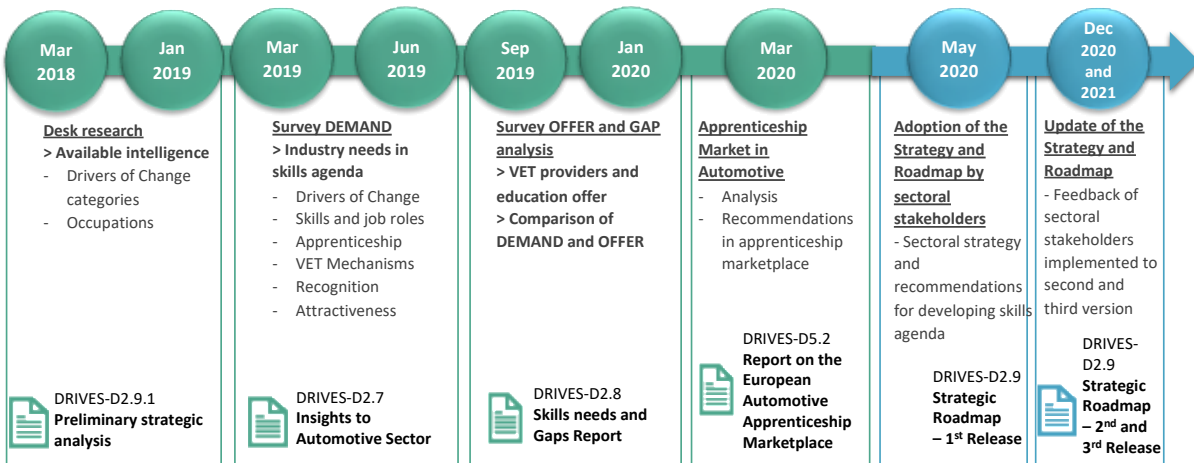 Mar
2018
Jan
2019
Mar
2019
Jun
2019
Sep
2019
Jan
2020
Mar
2020
May
2020
Dec
2020
and
2021
Desk research
> Available intelligence
- Drivers of Change
categories
- Occupations
DRIVES-D2.9.1
Preliminary strategic
analysis
Survey DEMAND
> Industry needs in
skills agenda
- Drivers of Change
- Skills and job roles
- Apprenticeship
- VET Mechanisms
- Recognition
- Attractiveness
DRIVES-D2.7
Insights to
Automotive Sector
Survey OFFER and GAP
analysis
> VET providers and
education offer
> Comparison of
DEMAND and OFFER
DRIVES-D2.8
Skills needs and
Gaps Report
Apprenticeship
Market in
Automotive
- Analysis
- Recommendations
in apprenticeship
marketplace
DRIVES-D5.2
Report on the
European
Automotive
Apprenticeship
Marketplace
Adoption of the
Strategy and
Roadmap by
sectoral
stakeholders
- Sectoral strategy
and
recommendations
for developing skills
agenda
DRIVES-D2.9
Strategic
Roadmap
– 1st Release
Update of the
Strategy and
Roadmap
- Feedback of
sectoral
stakeholders
implemented to
second and
third version
DRIVES-
D2.9
Strategic
Roadmap
– 2nd and
3rd Release